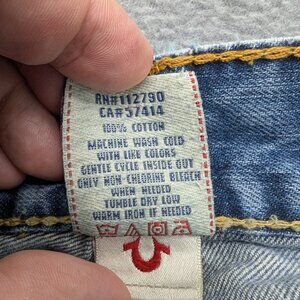 RN#112790
CA#37414
100% COTTON
MACHINE WASH COLD
WITH LIKE COLORS
GENTLE CYCLE INSIDE OUT
ONLY NON-CHLORINE BLEACH
WHEN NEEDED
TUMBLE DRY LOW
WARM IRON IF NEEDED